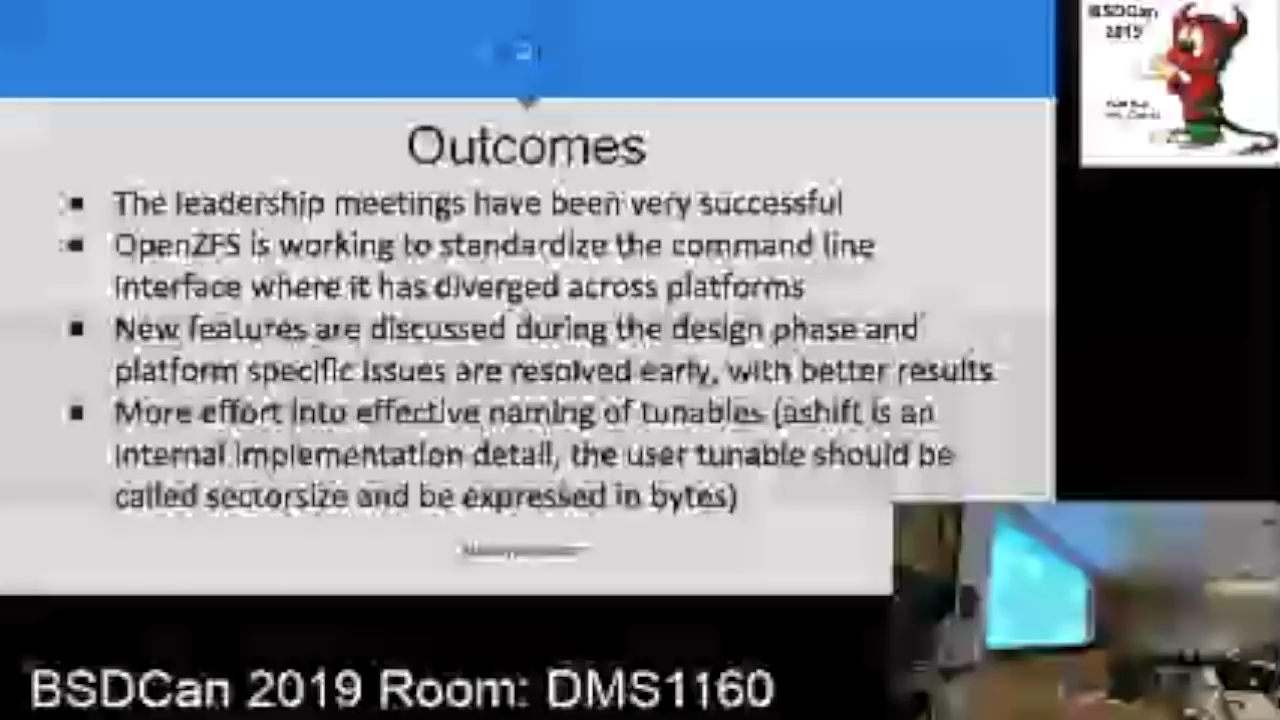 BSDCan
2019
Outcomes
The leadership meetings have been very successful
OpenZFS is working to standardize the command line
interface where it has diverged across platforms
New features are discussed during the design phase and
platform specific issues are resolved early, with better results
More effort into effective naming of tunables (ashift is an
internal implementation detail, the user tunable should be
called sectorsize and be expressed in bytes)
BSDCan 2019 Room: DMS1160